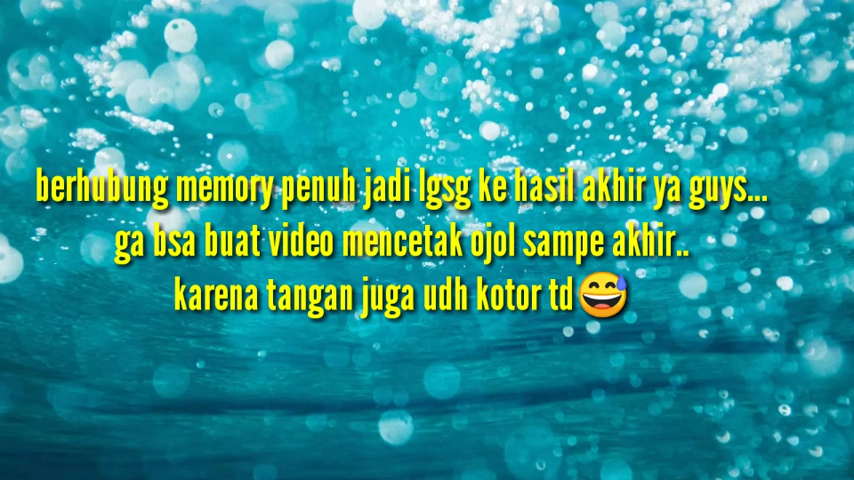 berhubung memory penuh jadi lgsg ke hasil akhir ya guys...
ga bsa buat video mencetak ojol sampe akhir..
karena tangan juga udh kotor td😅